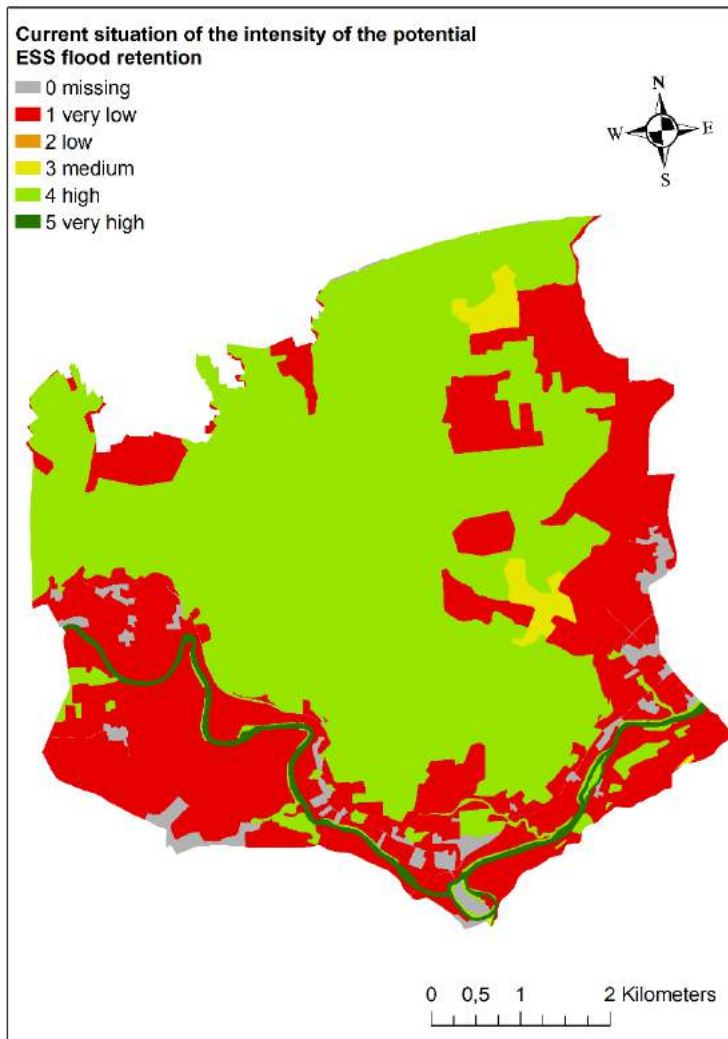 Current situation of the intensity of the potential
ESS flood retention
0 missing
1 very low
2 low
3 medium
4 high
5 very high
N
W E
S
0 0,5 1 2 Kilometers